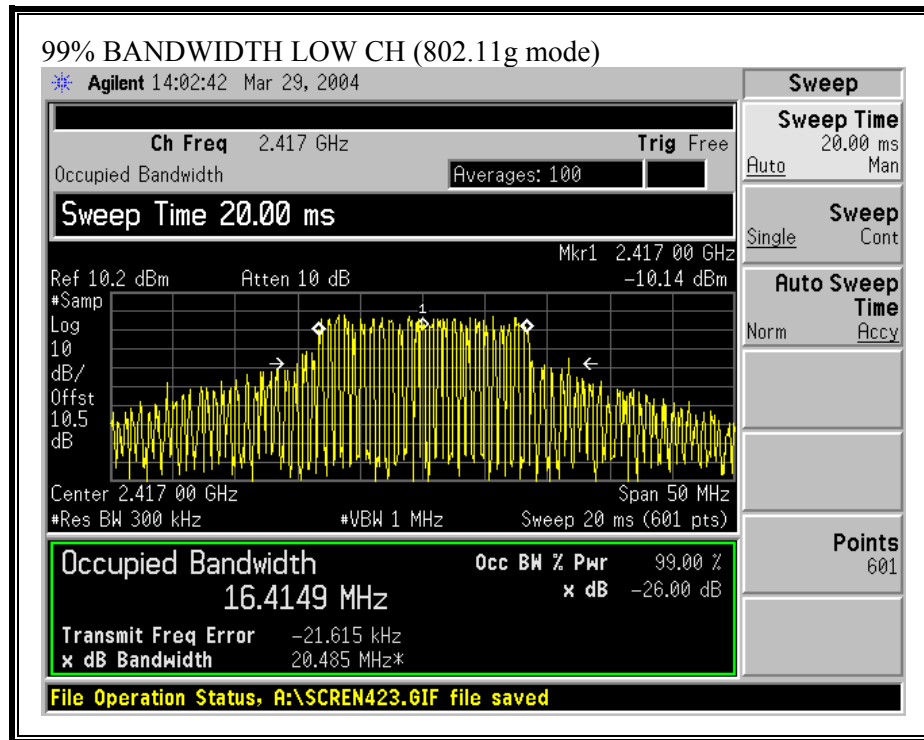 99% BANDWIDTH LOW CH (802.11g mode)
Agilent 14:02:42 Mar 29, 2004
Sweep
Ch Freq 2.417 GHz Trig Free
Occupied Bandwidth Averages: 100
Sweep Time 20.00 ms
Mkr1 2.417 00 GHz
Ref 10.2 dBm Atten 10 dB -10.14 dBm
#Samp
Log
10
dB/
Offst
10.5
dB
1
Center 2.417 00 GHz Span 50 MHz
#Res BW 300 kHz #VBW 1 MHz Sweep 20 ms (601 pts)
Occupied Bandwidth Occ BW % Pwr 99.00 %
16.4149 MHz x dB -26.00 dB
Transmit Freq Error -21.615 kHz
x dB Bandwidth 20.485 MHz*
File Operation Status, A:\SCREN423.GIF file saved
Sweep Time
20.00 ms
Auto Man
Sweep
Single Cont
Auto Sweep
Time
Norm Accy
Points
601